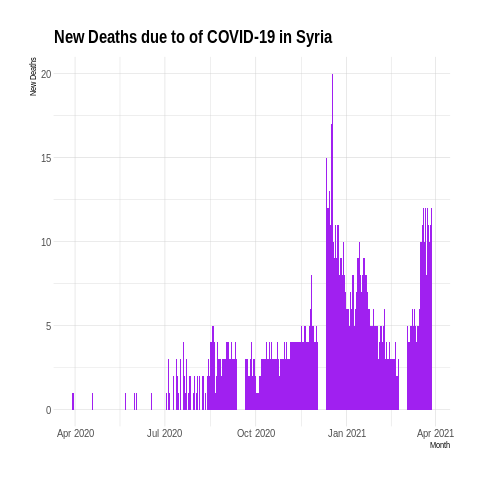 New Deaths due to of COVID-19 in Syria
New Deaths
20
15
10
5
0
Apr 2020
Jul 2020
Oct 2020
Jan 2021
Apr 2021
Month